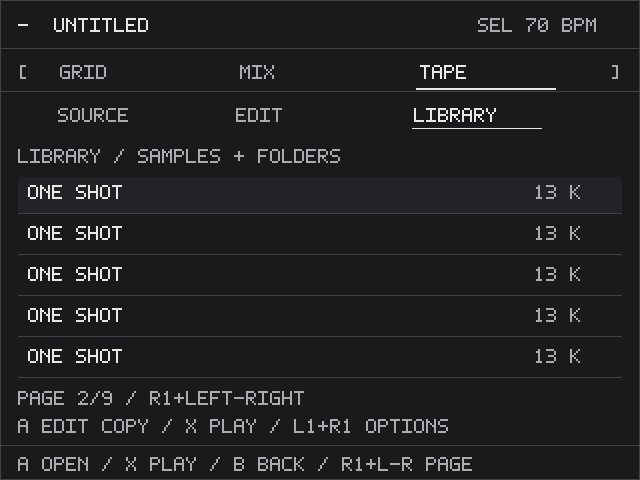 — UNTITLED SEL 70 BPM
[ GRID MIX TAPE ]
SOURCE EDIT LIBRARY
LIBRARY / SAMPLES + FOLDERS
ONE SHOT 13 K
ONE SHOT 13 K
ONE SHOT 13 K
ONE SHOT 13 K
ONE SHOT 13 K
PAGE 2/9 / R1+LEFT-RIGHT
A EDIT COPY / X PLAY / L1+R1 OPTIONS
A OPEN / X PLAY / B BACK / R1+L-R PAGE